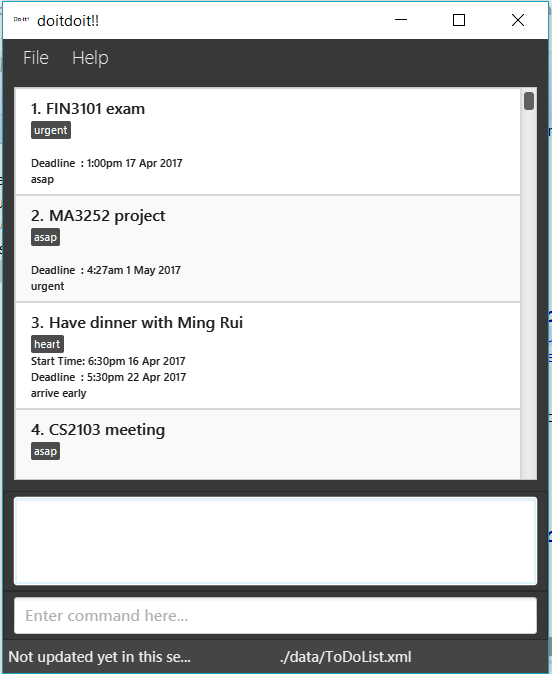 Do it!
doitdoit!!
File Help
1. FIN3101 exam
urgent
Deadline : 1:00pm 17 Apr 2017
asap
2. MA3252 project
asap
Deadline : 4:27am 1 May 2017
urgent
3. Have dinner with Ming Rui
heart
Start Time: 6:30pm 16 Apr 2017
Deadline : 5:30pm 22 Apr 2017
arrive early
4. CS2103 meeting
asap
Enter command here...
Not updated yet in this se... ./data/ToDoList.xml